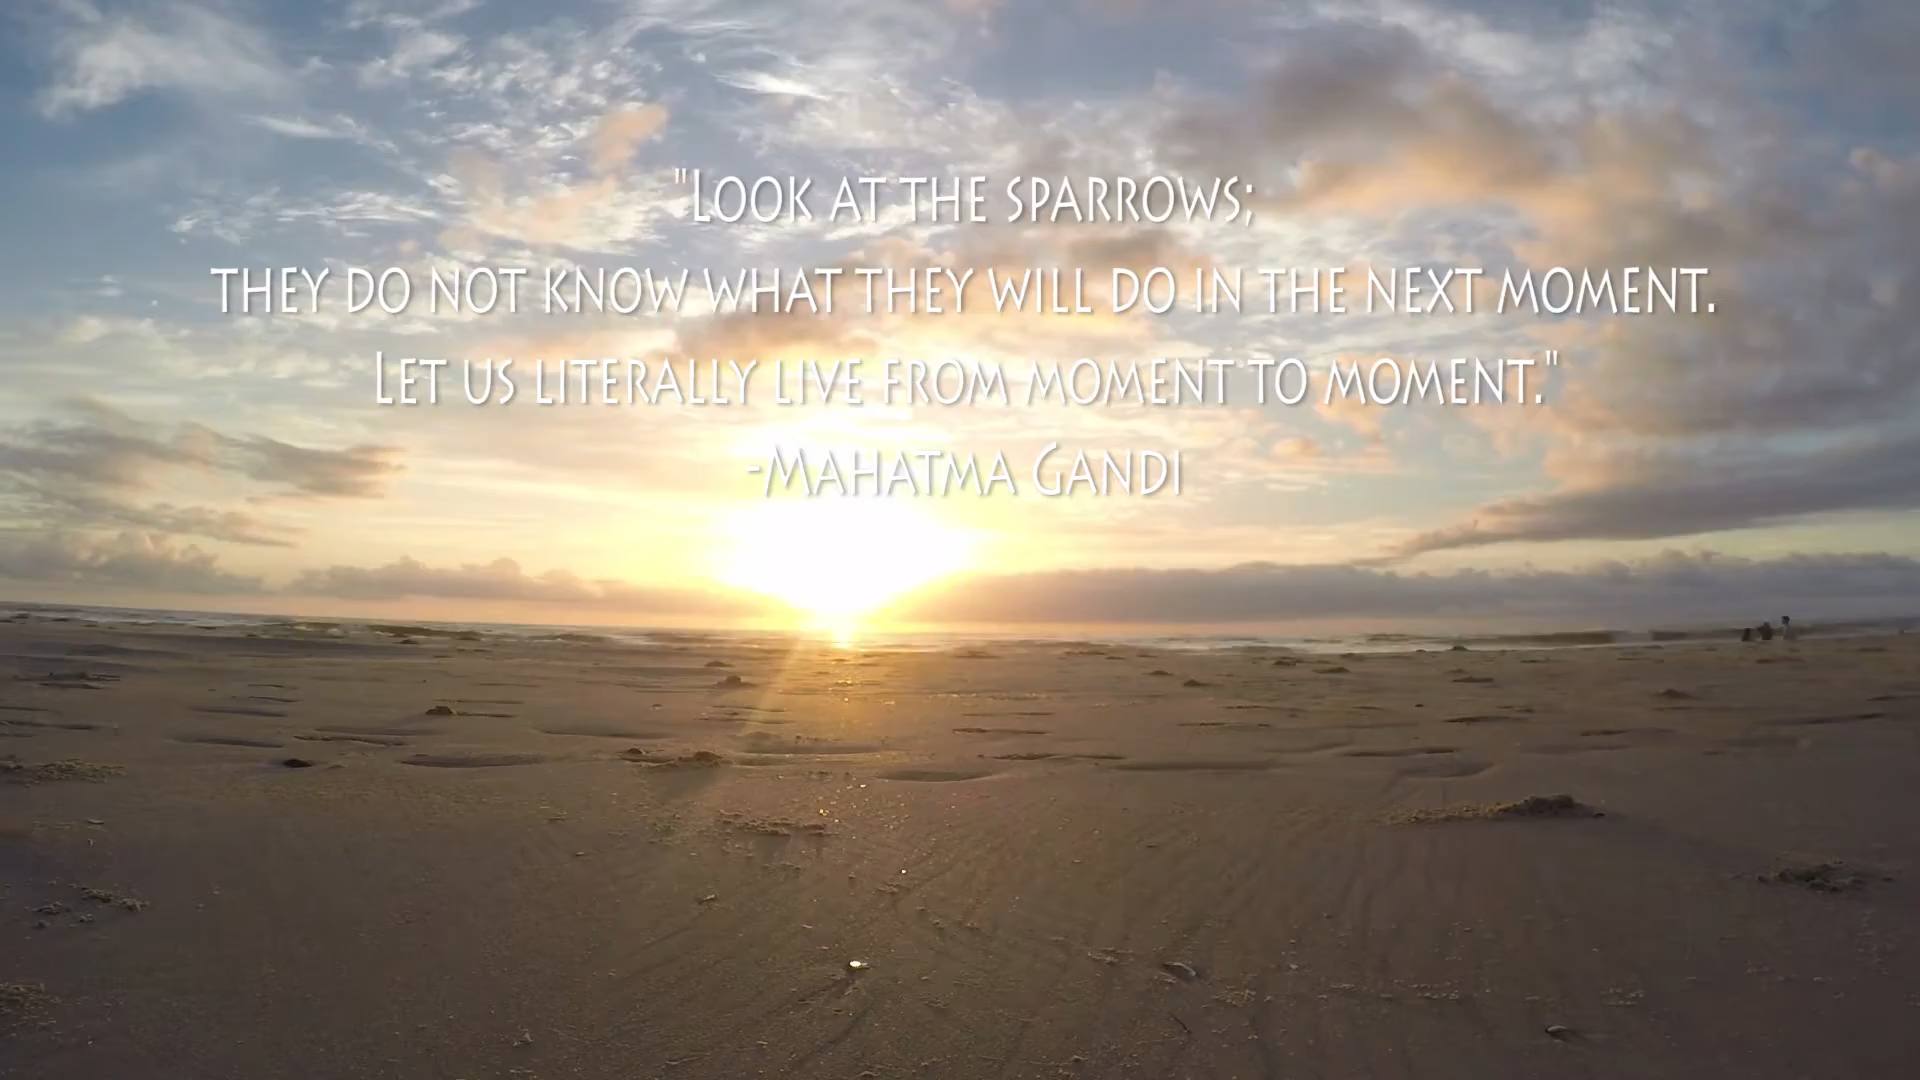 "Look at the sparrows;
they do not know what they will do in the next moment.
Let us literally live from moment to moment."
-Mahatma Gandi